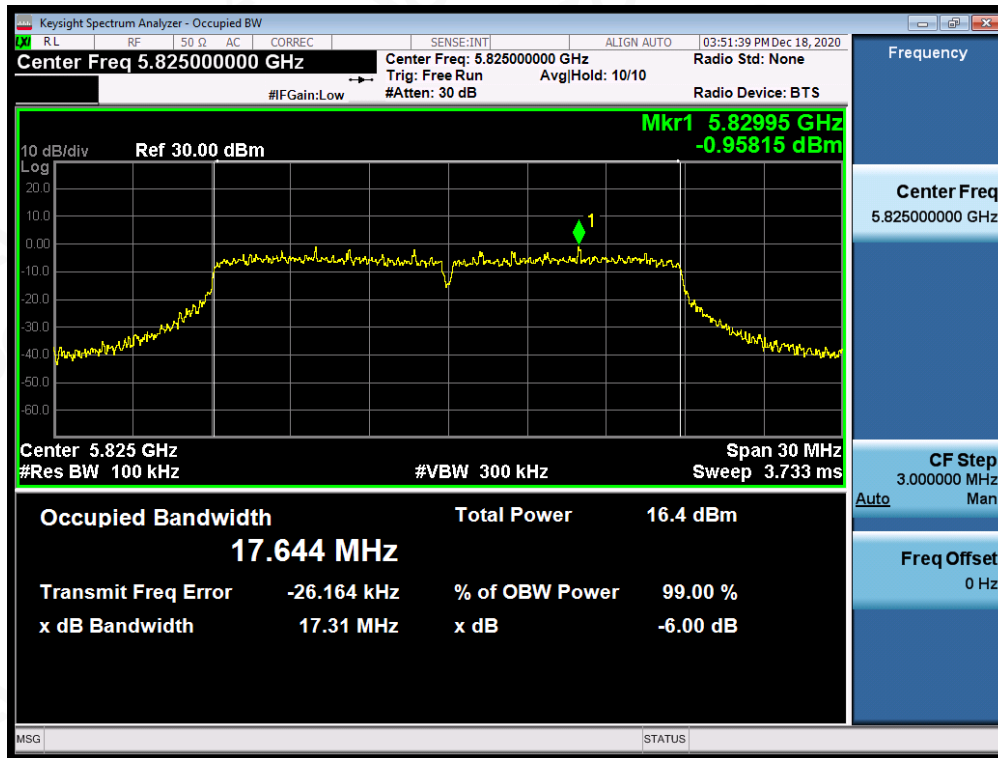 Keysight Spectrum Analyzer - Occupied BW
LXI RL RF 50 Ω AC CORREC SENSE:INT ALIGN AUTO 03:51:39 PM Dec 18, 2020
Center Freq 5.825000000 GHz
#IFGain:Low
Center Freq: 5.825000000 GHz
Trig: Free Run Avg|Hold: 10/10
#Atten: 30 dB
Radio Std: None
Radio Device: BTS
Mkr1 5.82995 GHz
-0.95815 dBm
10 dB/div Ref 30.00 dBm
Log
20.0
10.0
0.00
-10.0
-20.0
-30.0
-40.0
-50.0
-60.0
1
Center 5.825 GHz Span 30 MHz
#Res BW 100 kHz #VBW 300 kHz Sweep 3.733 ms
Occupied Bandwidth Total Power 16.4 dBm
17.644 MHz
Transmit Freq Error -26.164 kHz % of OBW Power 99.00 %
x dB Bandwidth 17.31 MHz x dB -6.00 dB
MSG STATUS
Frequency
Center Freq
5.825000000 GHz
CF Step
3.000000 MHz
Auto Man
Freq Offset
0 Hz